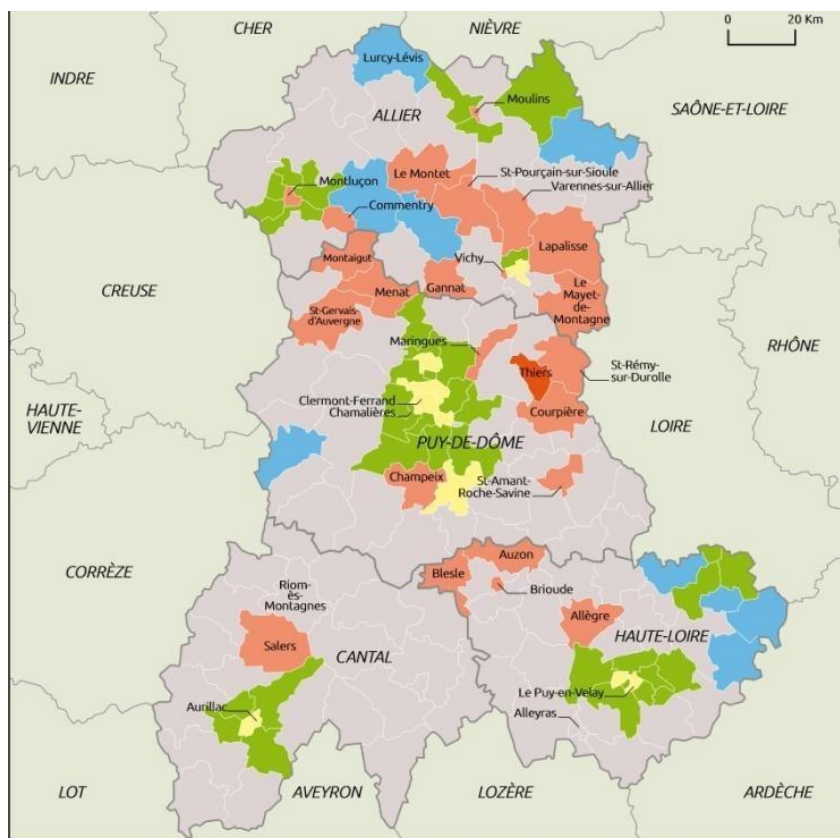 CHER
NIÈVRE
0 20 Km
INDRE
Lurcy-Lévis
SAÔNE-ET-LOIRE
Moulins
ALLIER
Le Montet
St-Pourçain-sur-Sioule
Montluçon
Varennes-sur-Allier
Commentry
Lapalisse
Montaigut
Vichy
CREUSE
Menat
Gannat
Le
Mayet-
de-
Montagne
St-Gervais-
d'Auvergne
Maringues
RHÔNE
St-Rémy-
sur-Durolle
Thiers
Clermont-Ferrand
Chamalières
HAUTE-
VIENNE
Courpière
LOIRE
PUY-DE-DÔME
Champeix
St-Amant-
Roche-Savine
CORRÈZE
Auzon
Blesle
Brioude
Riom-
ès-
Montagnes
Allègre
Salers
HAUTE-LOIRE
CANTAL
Le Puy-en-Velay
Aurillac
Alleyras
LOT
AVEYRON
LOZÈRE
ARDÈCHE